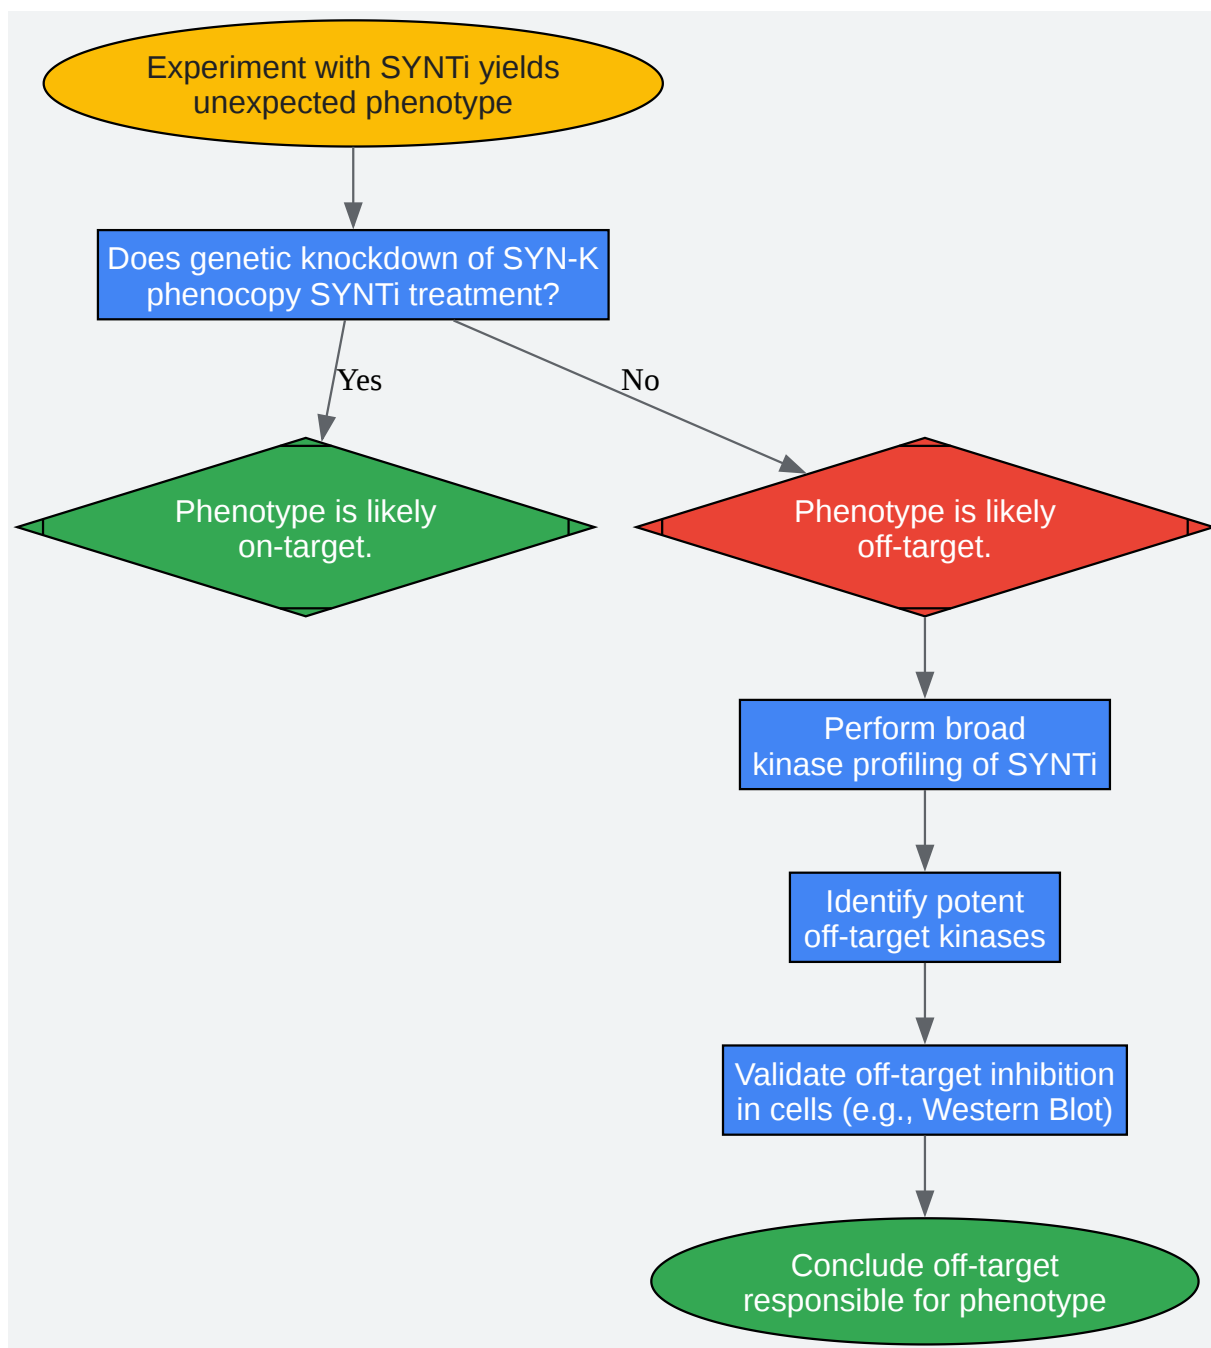 Experiment with SYNTi yields
unexpected phenotype
Does genetic knockdown of SYN-K
phenocopy SYNTi treatment?
Yes
No
Phenotype is likely
on-target.
Phenotype is likely
off-target.
Perform broad
kinase profiling of SYNTi
Identify potent
off-target kinases
Validate off-target inhibition
in cells (e.g., Western Blot)
Conclude off-target
responsible for phenotype